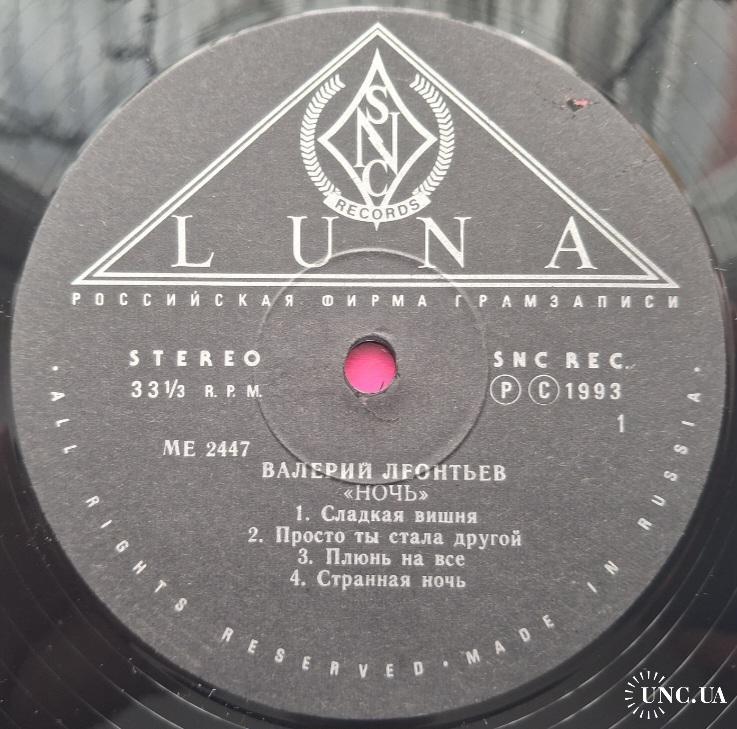 SNC
RECORDS
LUNA
РОССИЙСКАЯ ФИРМА ГРАМЗАПИСИ
STEREO
33 1/3 R. P. M.
SNC REC.
Ⓟ Ⓒ 1993
1
ME 2447
ВАЛЕРИЙ ЛЕОНТЬЕВ
«НОЧЬ»
1. Сладкая вишня
2. Просто ты стала другой
3. Плюнь на все
4. Странная ночь
· ALL RIGHTS RESERVED · MADE IN RUSSIA ·
UNC.UA